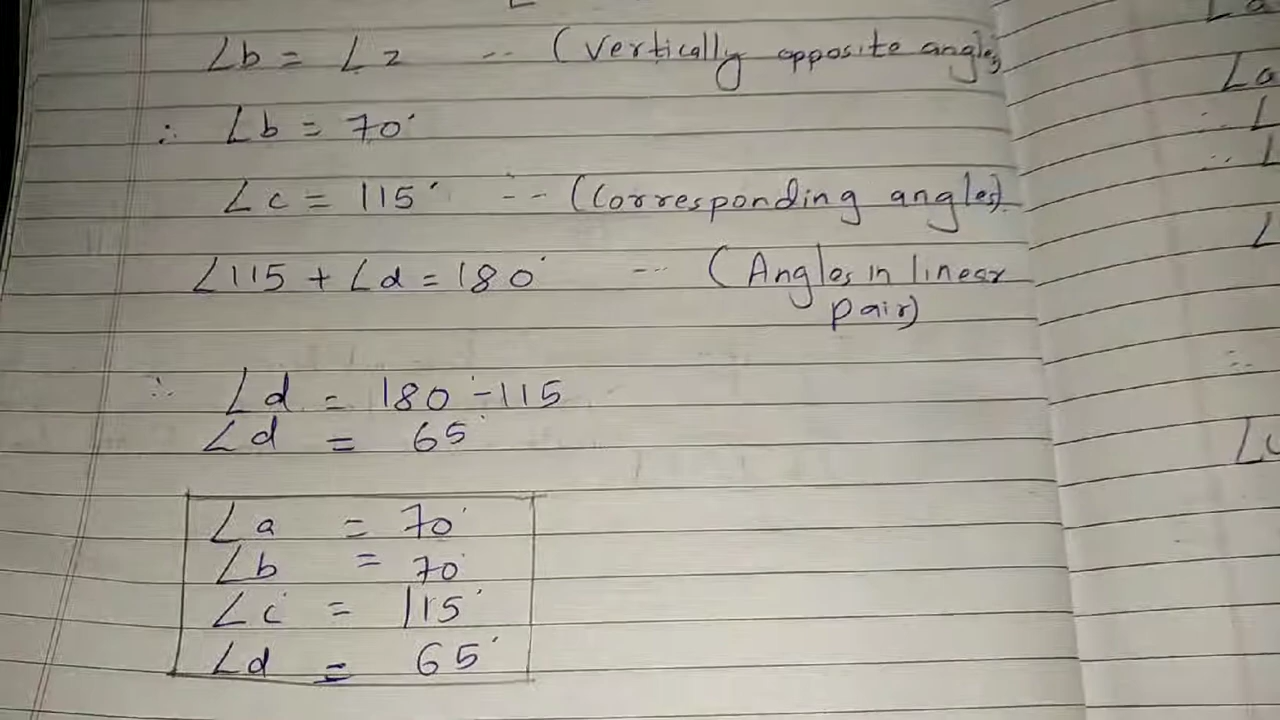 ∠b = ∠z -- (Vertically opposite angles
∴ ∠b = 70°
∠c = 115° -- (Corresponding angles)
∠115 + ∠d = 180° --- (Angles in linear
pair)
∴ ∠d = 180 - 115
∠d = 65°
∠a = 70°
∠b = 70°
∠c = 115°
∠d = 65°
∠a
∠a
∴ ∠
∴ ∠
∠
∴